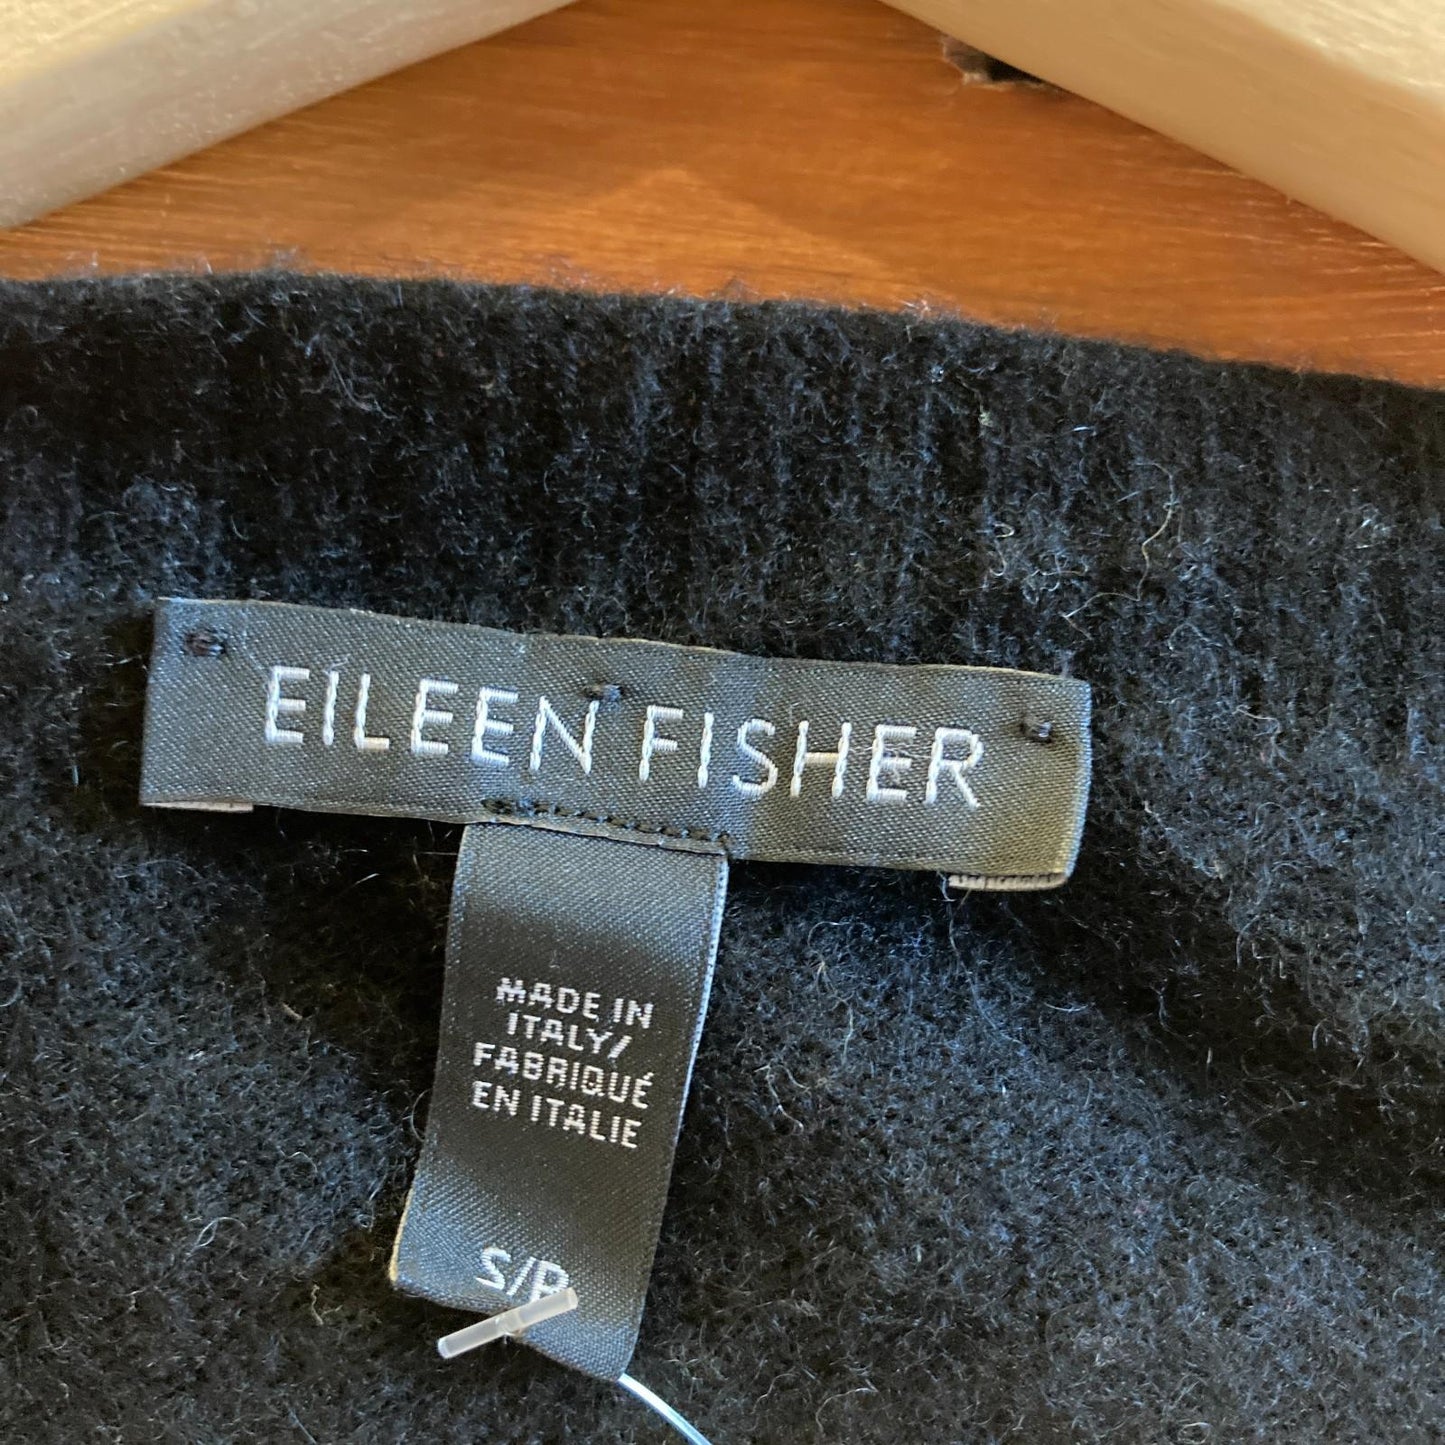 EILEEN FISHER
MADE IN
ITALY/
FABRIQUÉ
EN ITALIE
S/P